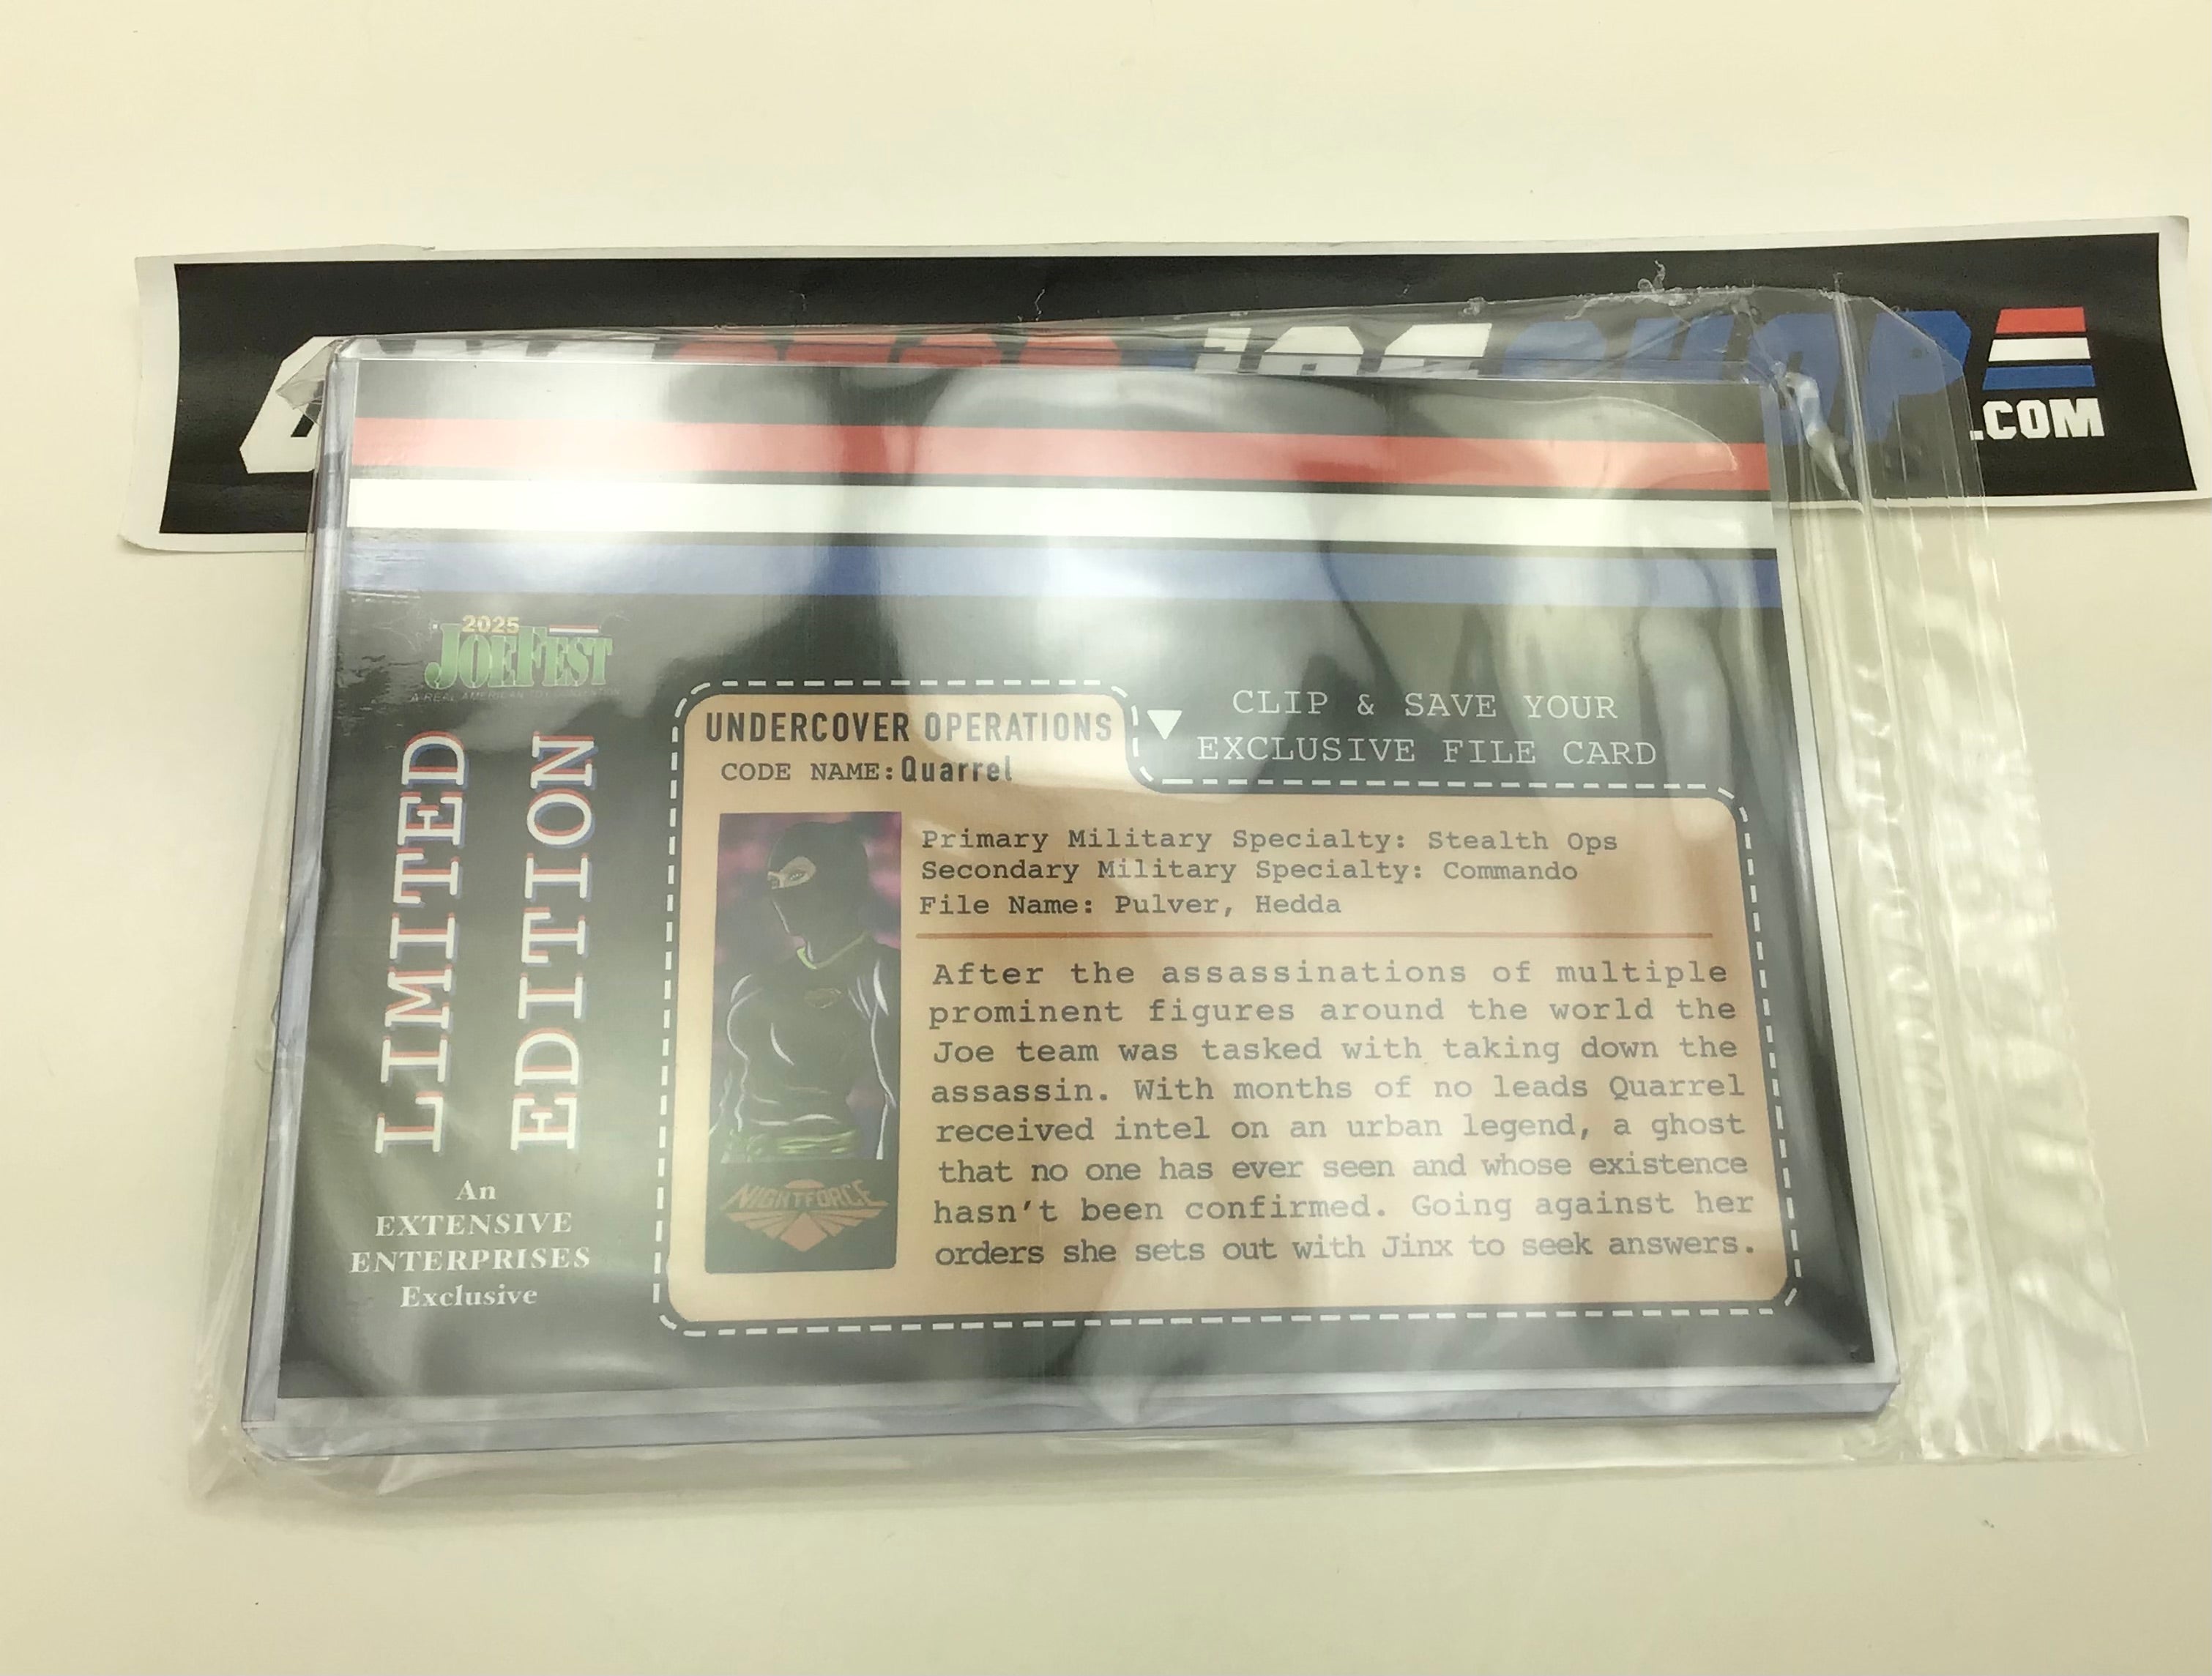 .COM
2025
JOEFEST
A REAL AMERICAN TOY CONVENTION
LIMITED
EDITION
An
EXTENSIVE
ENTERPRISES
Exclusive
UNDERCOVER OPERATIONS
CODE NAME: Quarrel
CLIP & SAVE YOUR
EXCLUSIVE FILE CARD
Primary Military Specialty: Stealth Ops
Secondary Military Specialty: Commando
File Name: Pulver, Hedda
After the assassinations of multiple
prominent figures around the world the
Joe team was tasked with taking down the
assassin. With months of no leads Quarrel
received intel on an urban legend, a ghost
that no one has ever seen and whose existence
hasn't been confirmed. Going against her
orders she sets out with Jinx to seek answers.
NIGHTFORCE